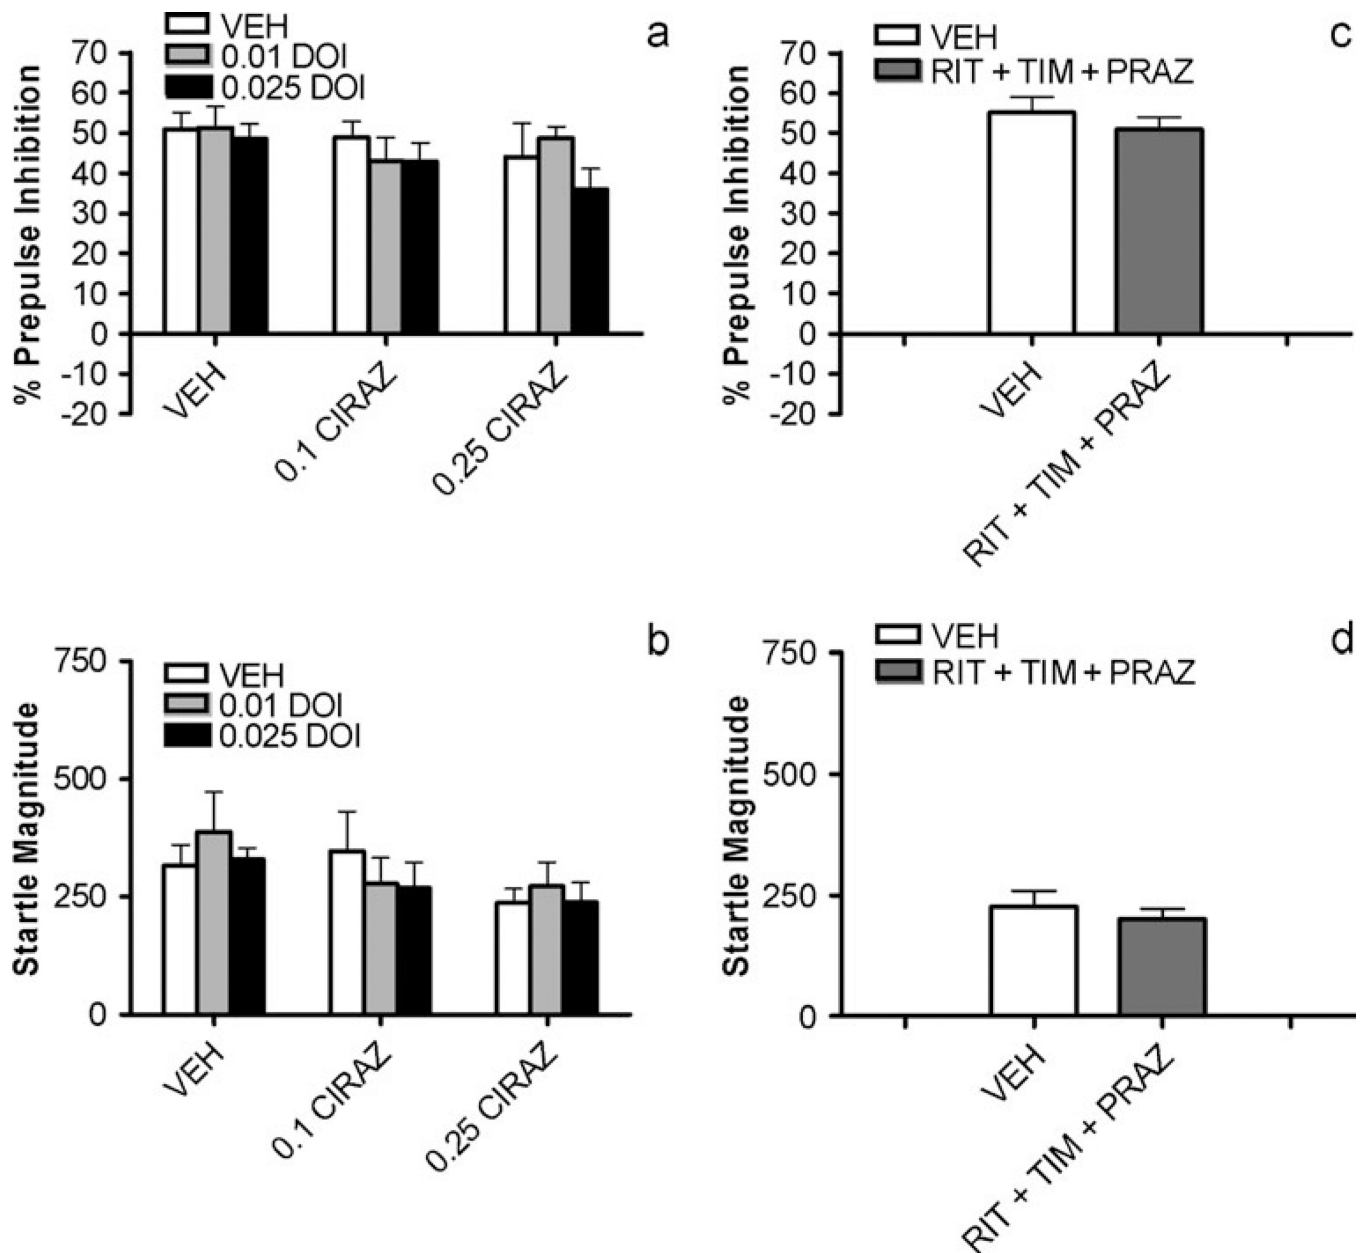 a
VEH
0.01 DOI
0.025 DOI
% Prepulse Inhibition
70
60
50
40
30
20
10
0
-10
-20
VEH
0.1 CIRAZ
0.25 CIRAZ
c
VEH
RIT + TIM + PRAZ
% Prepulse Inhibition
70
60
50
40
30
20
10
0
-10
-20
VEH
RIT + TIM + PRAZ
b
VEH
0.01 DOI
0.025 DOI
Startle Magnitude
750
500
250
0
VEH
0.1 CIRAZ
0.25 CIRAZ
d
VEH
RIT + TIM + PRAZ
Startle Magnitude
750
500
250
0
VEH
RIT + TIM + PRAZ